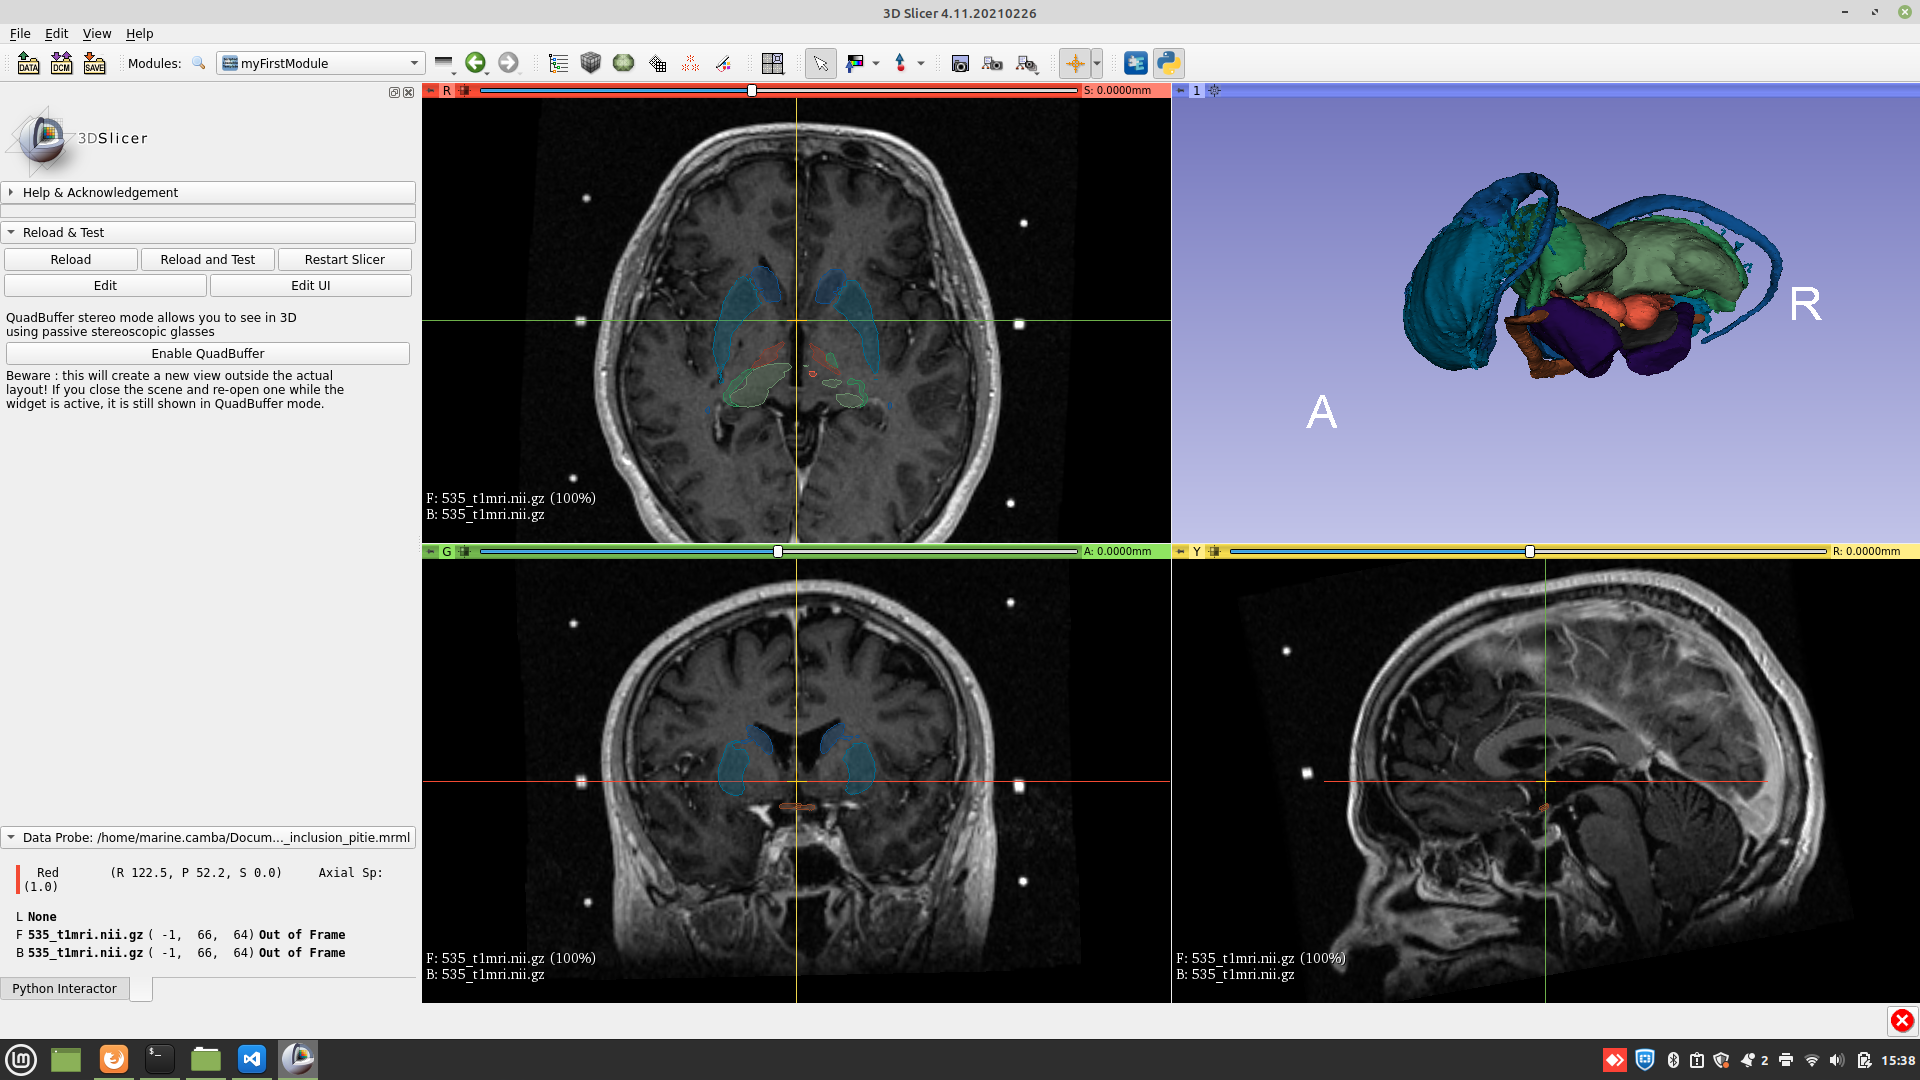 3D Slicer 4.11.20210226
File Edit View Help
DATA DCM SAVE Modules: myFirstModule
R S: 0.0000mm
1
3DSlicer
Help & Acknowledgement
Reload & Test
Reload Reload and Test Restart Slicer
Edit Edit UI
QuadBuffer stereo mode allows you to see in 3D
using passive stereoscopic glasses
Enable QuadBuffer
Beware : this will create a new view outside the actual
layout! If you close the scene and re-open one while the
widget is active, it is still shown in QuadBuffer mode.
Data Probe: /home/marine.camba/Docum..._inclusion_pitie.mrml
Red (R 122.5, P 52.2, S 0.0) Axial Sp:
(1.0)
L None
F 535_t1mri.nii.gz ( -1, 66, 64) Out of Frame
B 535_t1mri.nii.gz ( -1, 66, 64) Out of Frame
Python Interactor
F: 535_t1mri.nii.gz (100%)
B: 535_t1mri.nii.gz
R
A
G A: 0.0000mm
Y R: 0.0000mm
F: 535_t1mri.nii.gz (100%)
B: 535_t1mri.nii.gz
F: 535_t1mri.nii.gz (100%)
B: 535_t1mri.nii.gz
2 15:38